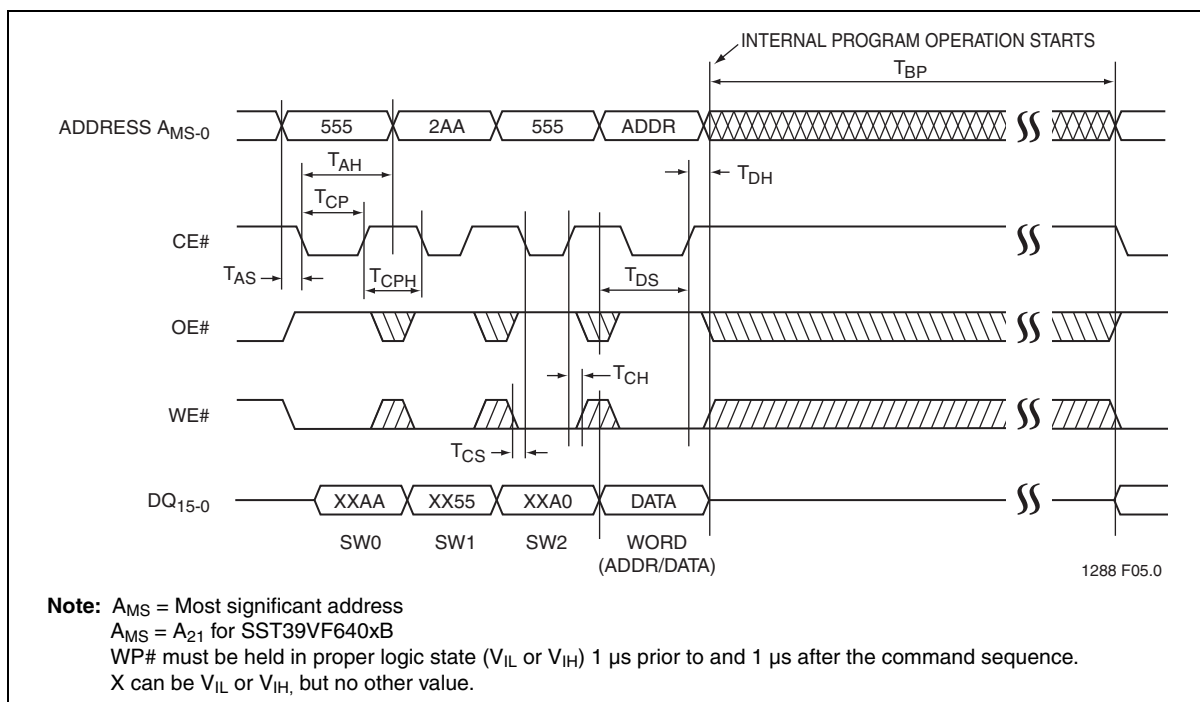 INTERNAL PROGRAM OPERATION STARTS
TBP
ADDRESS AMS-0
555
2AA
555
ADDR
TAH
TDH
TCP
CE#
TAS
TCPH
TDS
OE#
TCH
WE#
TCS
DQ15-0
XXAA
XX55
XXA0
DATA
SW0
SW1
SW2
WORD
(ADDR/DATA)
1288 F05.0
Note: AMS = Most significant address
AMS = A21 for SST39VF640xB
WP# must be held in proper logic state (VIL or VIH) 1 µs prior to and 1 µs after the command sequence.
X can be VIL or VIH, but no other value.